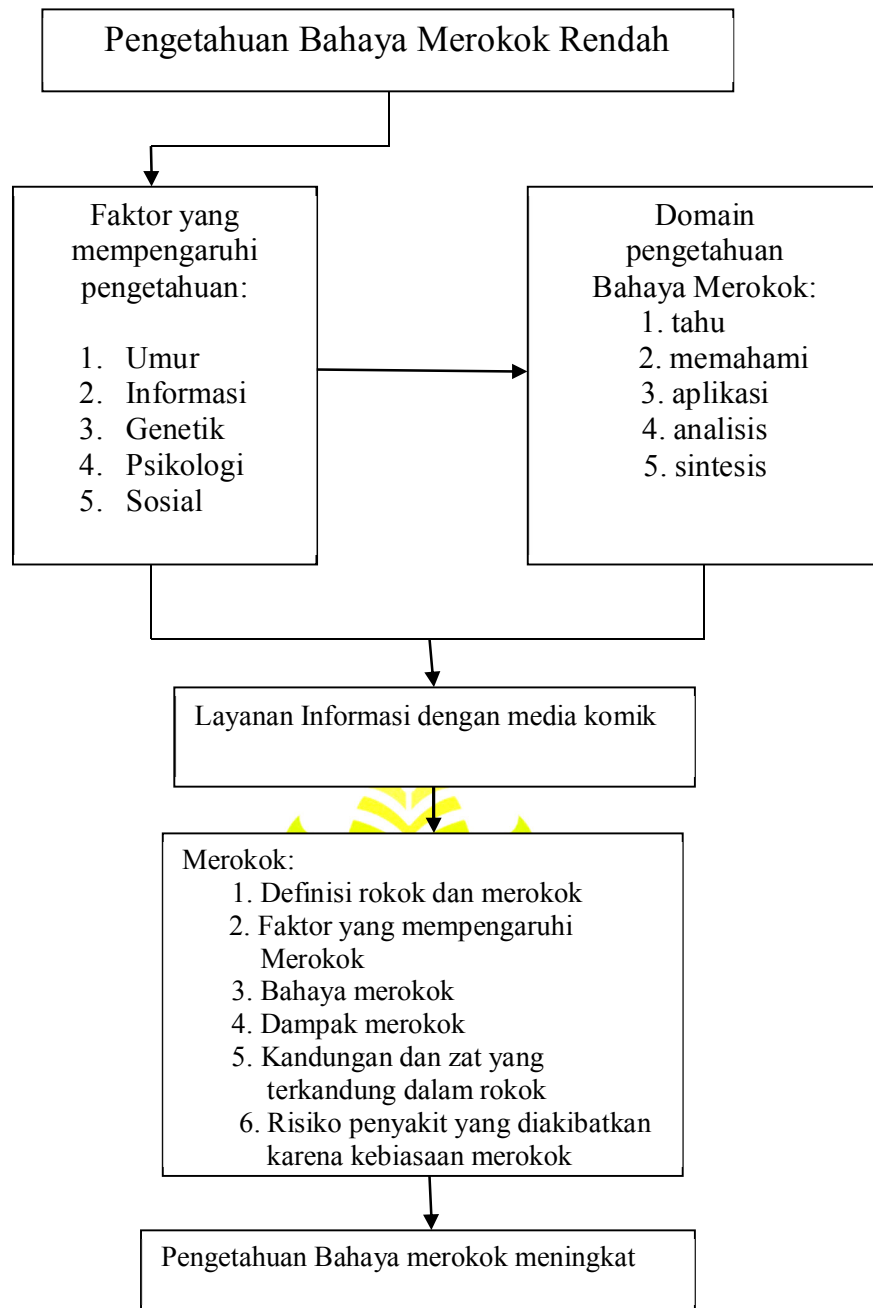 Pengetahuan Bahaya Merokok Rendah
Faktor yang
mempengaruhi
pengetahuan:
1. Umur
2. Informasi
3. Genetik
4. Psikologi
5. Sosial
Domain
pengetahuan
Bahaya Merokok:
1. tahu
2. memahami
3. aplikasi
4. analisis
5. sintesis
Layanan Informasi dengan media komik
Merokok:
1. Definisi rokok dan merokok
2. Faktor yang mempengaruhi
Merokok
3. Bahaya merokok
4. Dampak merokok
5. Kandungan dan zat yang
terkandung dalam rokok
6. Risiko penyakit yang diakibatkan
karena kebiasaan merokok
Pengetahuan Bahaya merokok meningkat